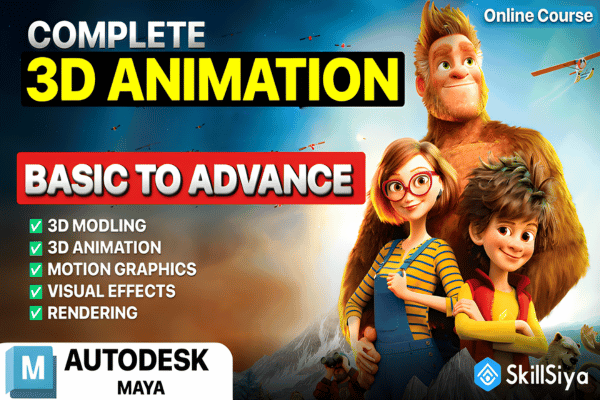 Online Course
COMPLETE
3D ANIMATION
BASIC TO ADVANCE
3D MODLING
3D ANIMATION
MOTION GRAPHICS
VISUAL EFFECTS
RENDERING
M
AUTODESK
MAYA
SkillSiya